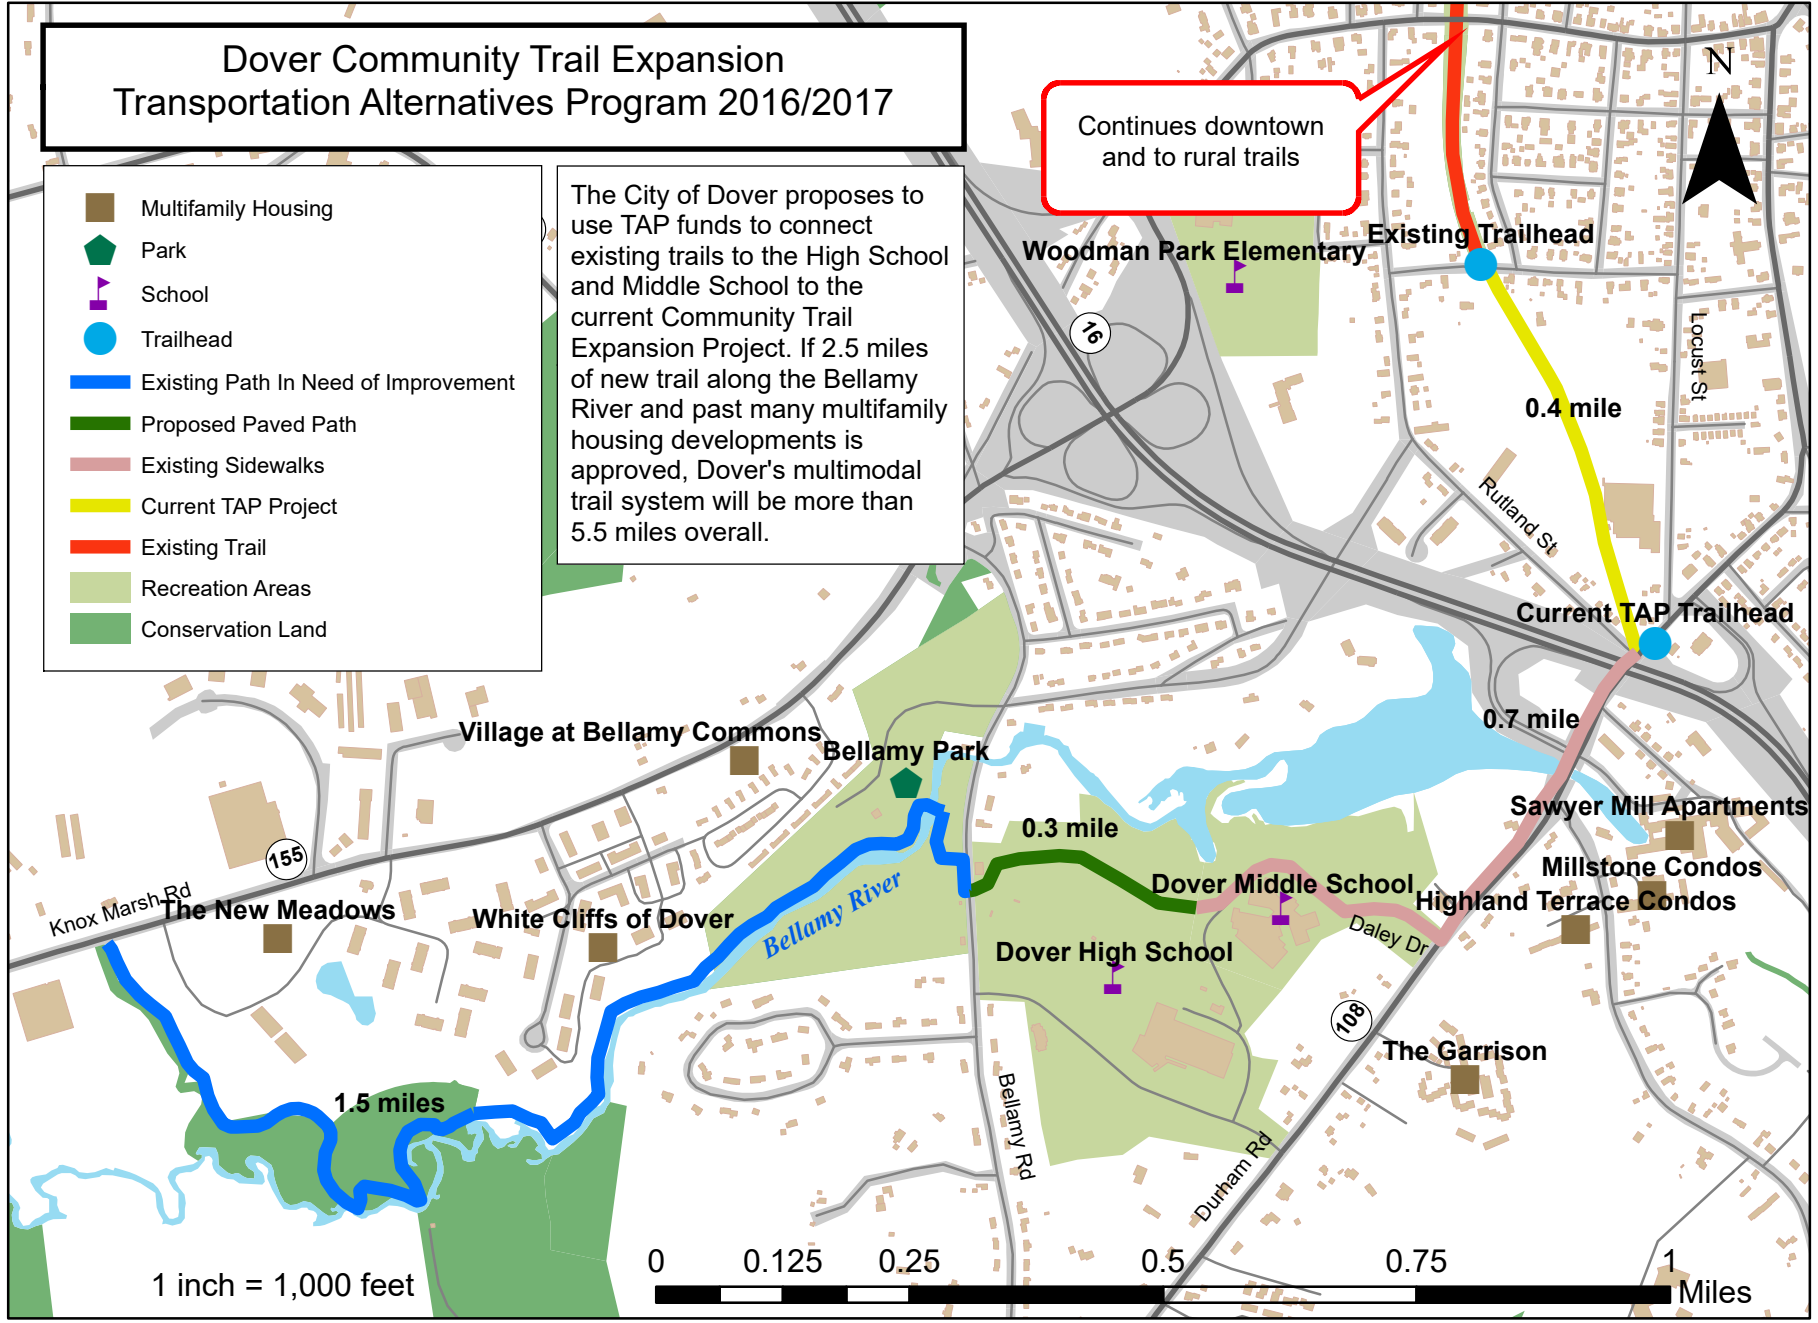 Dover Community Trail Expansion
Transportation Alternatives Program 2016/2017
Multifamily Housing
Park
School
Trailhead
Existing Path In Need of Improvement
Proposed Paved Path
Existing Sidewalks
Current TAP Project
Existing Trail
Recreation Areas
Conservation Land
The City of Dover proposes to
use TAP funds to connect
existing trails to the High School
and Middle School to the
current Community Trail
Expansion Project. If 2.5 miles
of new trail along the Bellamy
River and past many multifamily
housing developments is
approved, Dover's multimodal
trail system will be more than
5.5 miles overall.
Continues downtown
and to rural trails
N
Existing Trailhead
Woodman Park Elementary
16
Locust St
0.4 mile
Rutland St
Current TAP Trailhead
0.7 mile
Village at Bellamy Commons
Bellamy Park
Sawyer Mill Apartments
0.3 mile
155
Millstone Condos
Dover Middle School
Highland Terrace Condos
Knox Marsh Rd
The New Meadows
White Cliffs of Dover
Bellamy River
Daley Dr
Dover High School
108
The Garrison
1.5 miles
Bellamy Rd
Durham Rd
1 inch = 1,000 feet
0 0.125 0.25 0.5 0.75 1
Miles